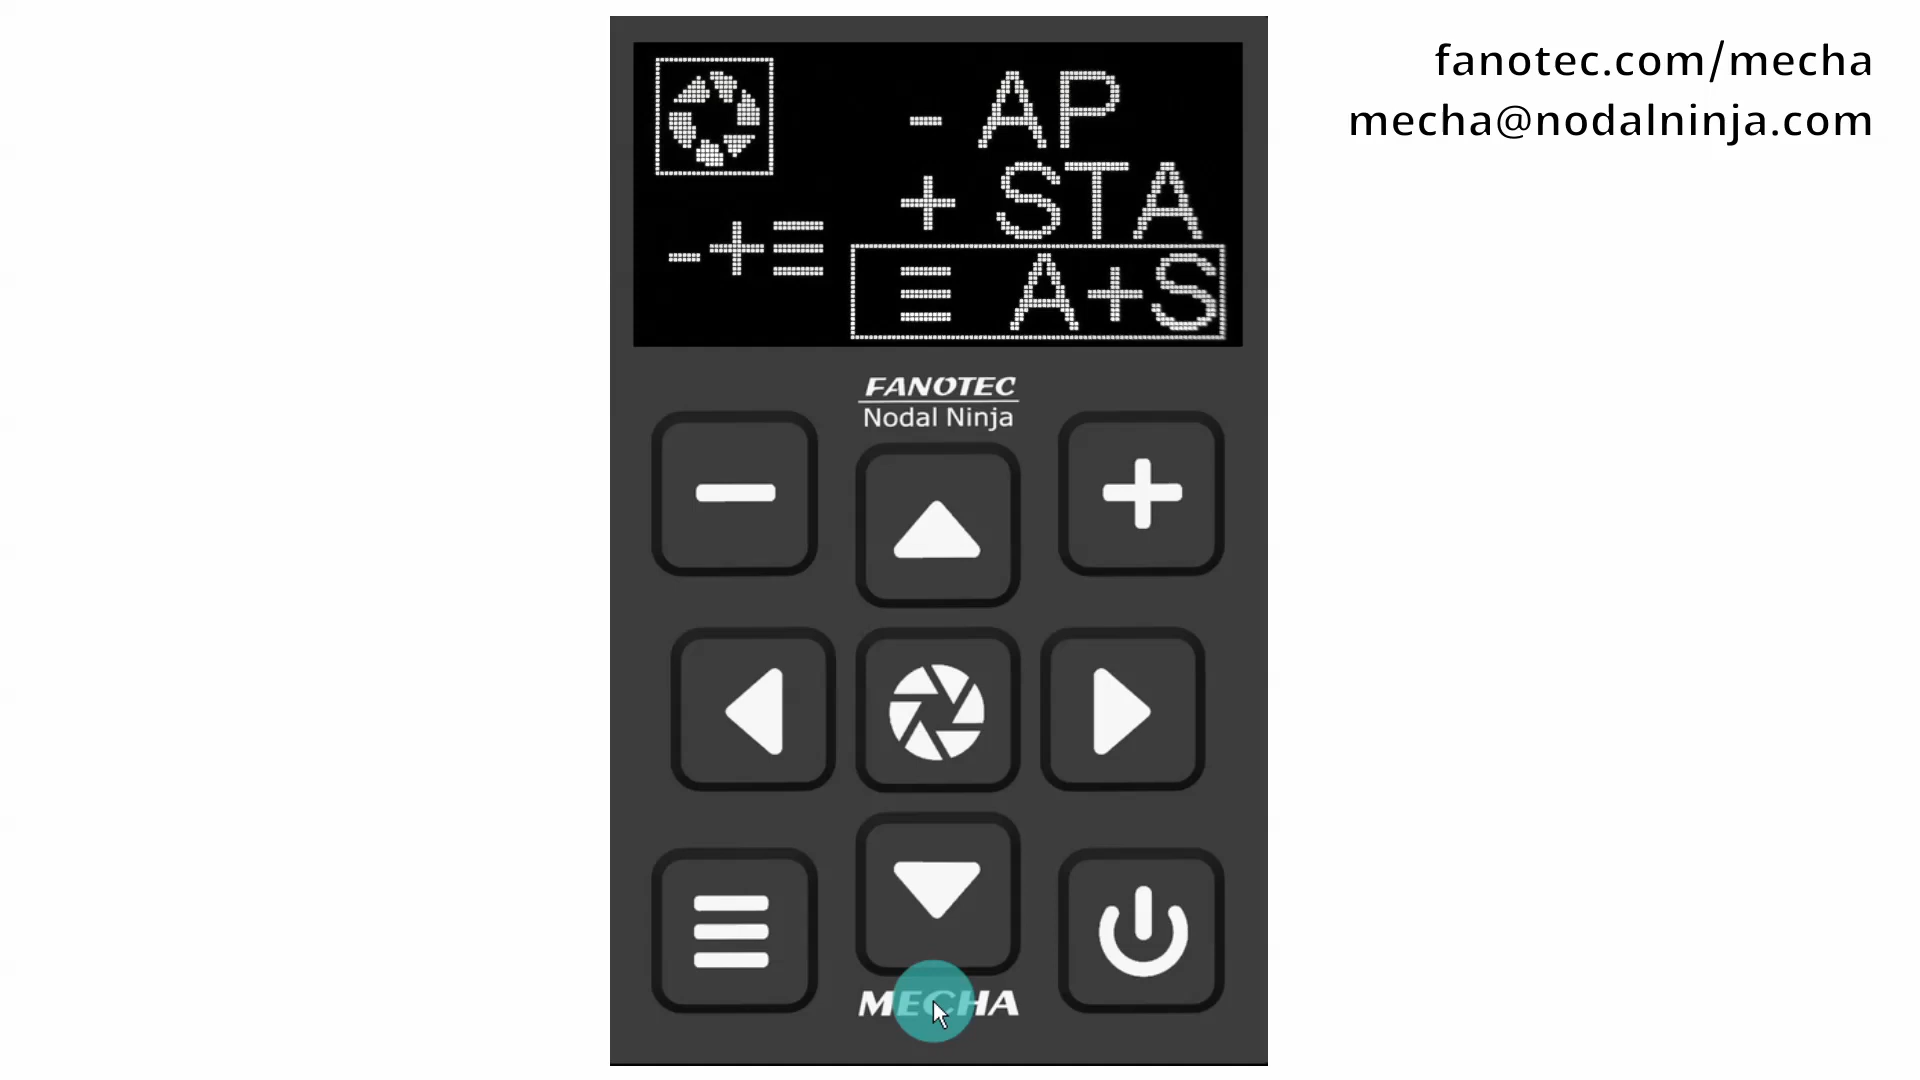 fanotec.com/mecha
mecha@nodalninja.com
- AP
+ STA
-+≡
≡ A+S
FANOTEC
Nodal Ninja
MECHA